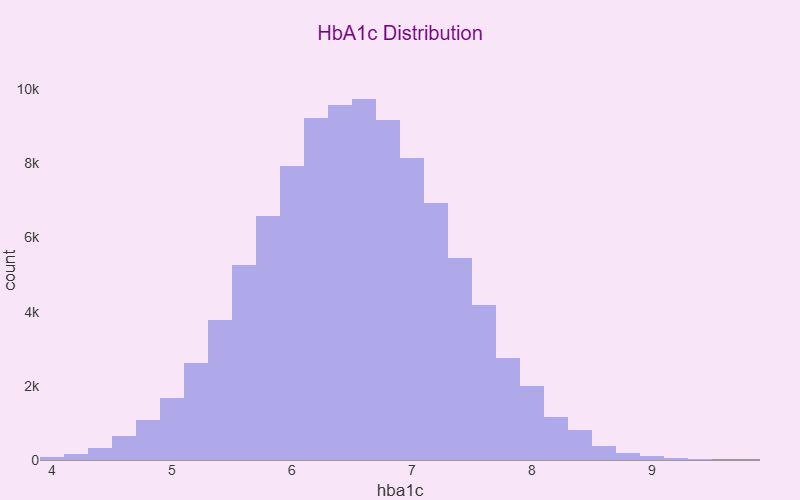 HbA1c Distribution
10k
8k
6k
4k
2k
0
count
4 5 6 7 8 9
hba1c